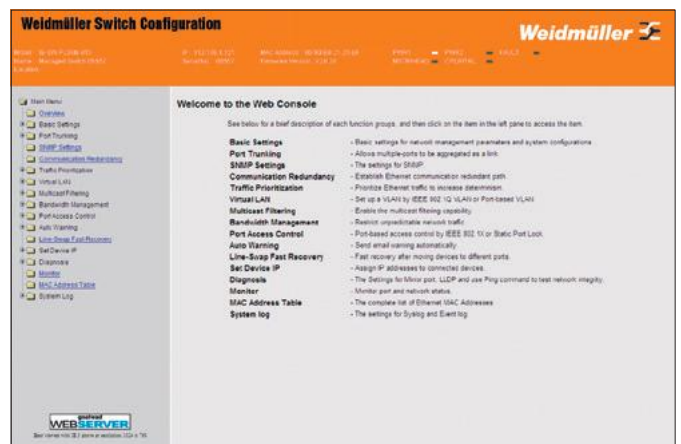 Weidmüller Switch Configuration
Weidmüller
Main Menu
Overview
Basic Settings
Port Trunking
SNMP Settings
Communication Redundancy
Traffic Prioritization
Virtual LAN
Multicast Filtering
Bandwidth Management
Port Access Control
Auto Warning
Line-Swap Fast Recovery
Set Device IP
Diagnosis
Monitor
MAC Address Table
System Log
goahead
WEBSERVER
Welcome to the Web Console
See below for a brief description of each function groups, and then click on the item in the left pane to access the item.
Basic Settings - Basic settings for network management parameters and system configurations.
Port Trunking - Allows multiple-ports to be aggregated as a link.
SNMP Settings - The settings for SNMP.
Communication Redundancy - Establish Ethernet communication redundant path.
Traffic Prioritization - Prioritize Ethernet traffic to increase determinism.
Virtual LAN - Set up a VLAN by IEEE 802.1Q VLAN or Port-based VLAN.
Multicast Filtering - Enable the multicast filtering capability.
Bandwidth Management - Restrict unpredictable network traffic.
Port Access Control - Port-based access control by IEEE 802.1X or Static Port Lock.
Auto Warning - Send email warning automatically.
Line-Swap Fast Recovery - Fast recovery after moving devices to different ports.
Set Device IP - Assign IP addresses to connected devices.
Diagnosis - The Settings for Mirror port, LLDP and use Ping command to test network integrity.
Monitor - Monitor port and network status.
MAC Address Table - The complete list of Ethernet MAC Addresses
System log - The settings for Syslog and Event log.